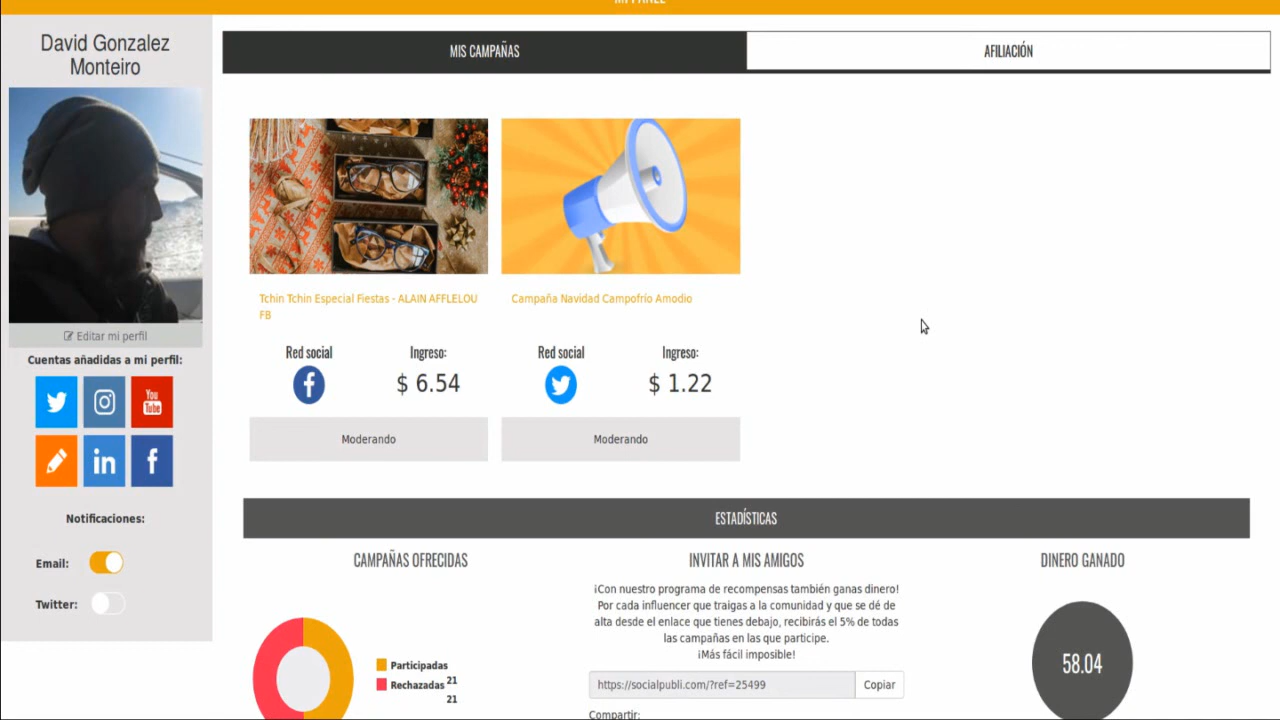 MI PANEL
David Gonzalez
Monteiro
Editar mi perfil
Cuentas añadidas a mi perfil:
You
Tube
in
f
Notificaciones:
Email:
Twitter:
MIS CAMPAÑAS
AFILIACIÓN
Tchin Tchin Especial Fiestas - ALAIN AFFLELOU
FB
Red social
Ingreso:
f
$ 6.54
Moderando
Campaña Navidad Campofrío Amodio
Red social
Ingreso:
$ 1.22
Moderando
ESTADÍSTICAS
CAMPAÑAS OFRECIDAS
Participadas
Rechazadas
21
21
INVITAR A MIS AMIGOS
¡Con nuestro programa de recompensas también ganas dinero!
Por cada influencer que traigas a la comunidad y que se dé de
alta desde el enlace que tienes debajo, recibirás el 5% de todas
las campañas en las que participe.
¡Más fácil imposible!
https://socialpubli.com/?ref=25499
Copiar
Compartir:
DINERO GANADO
58.04